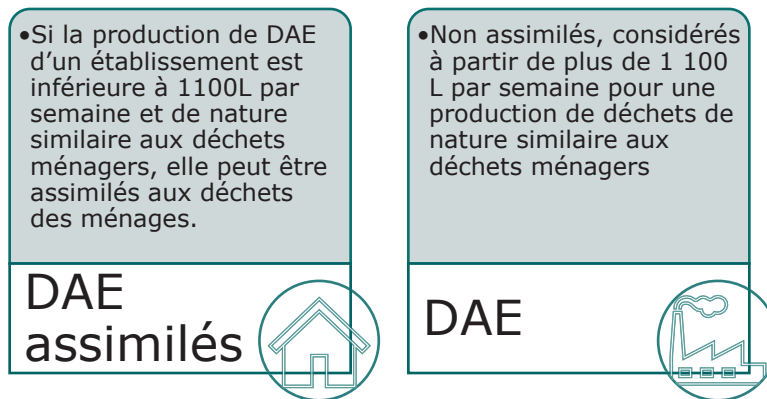 •Si la production de DAE
d’un établissement est
inférieure à 1100L par
semaine et de nature
similaire aux déchets
ménagers, elle peut être
assimilés aux déchets
des ménages.
DAE
assimilés
•Non assimilés, considérés
à partir de plus de 1 100
L par semaine pour une
production de déchets de
nature similaire aux
déchets ménagers
DAE